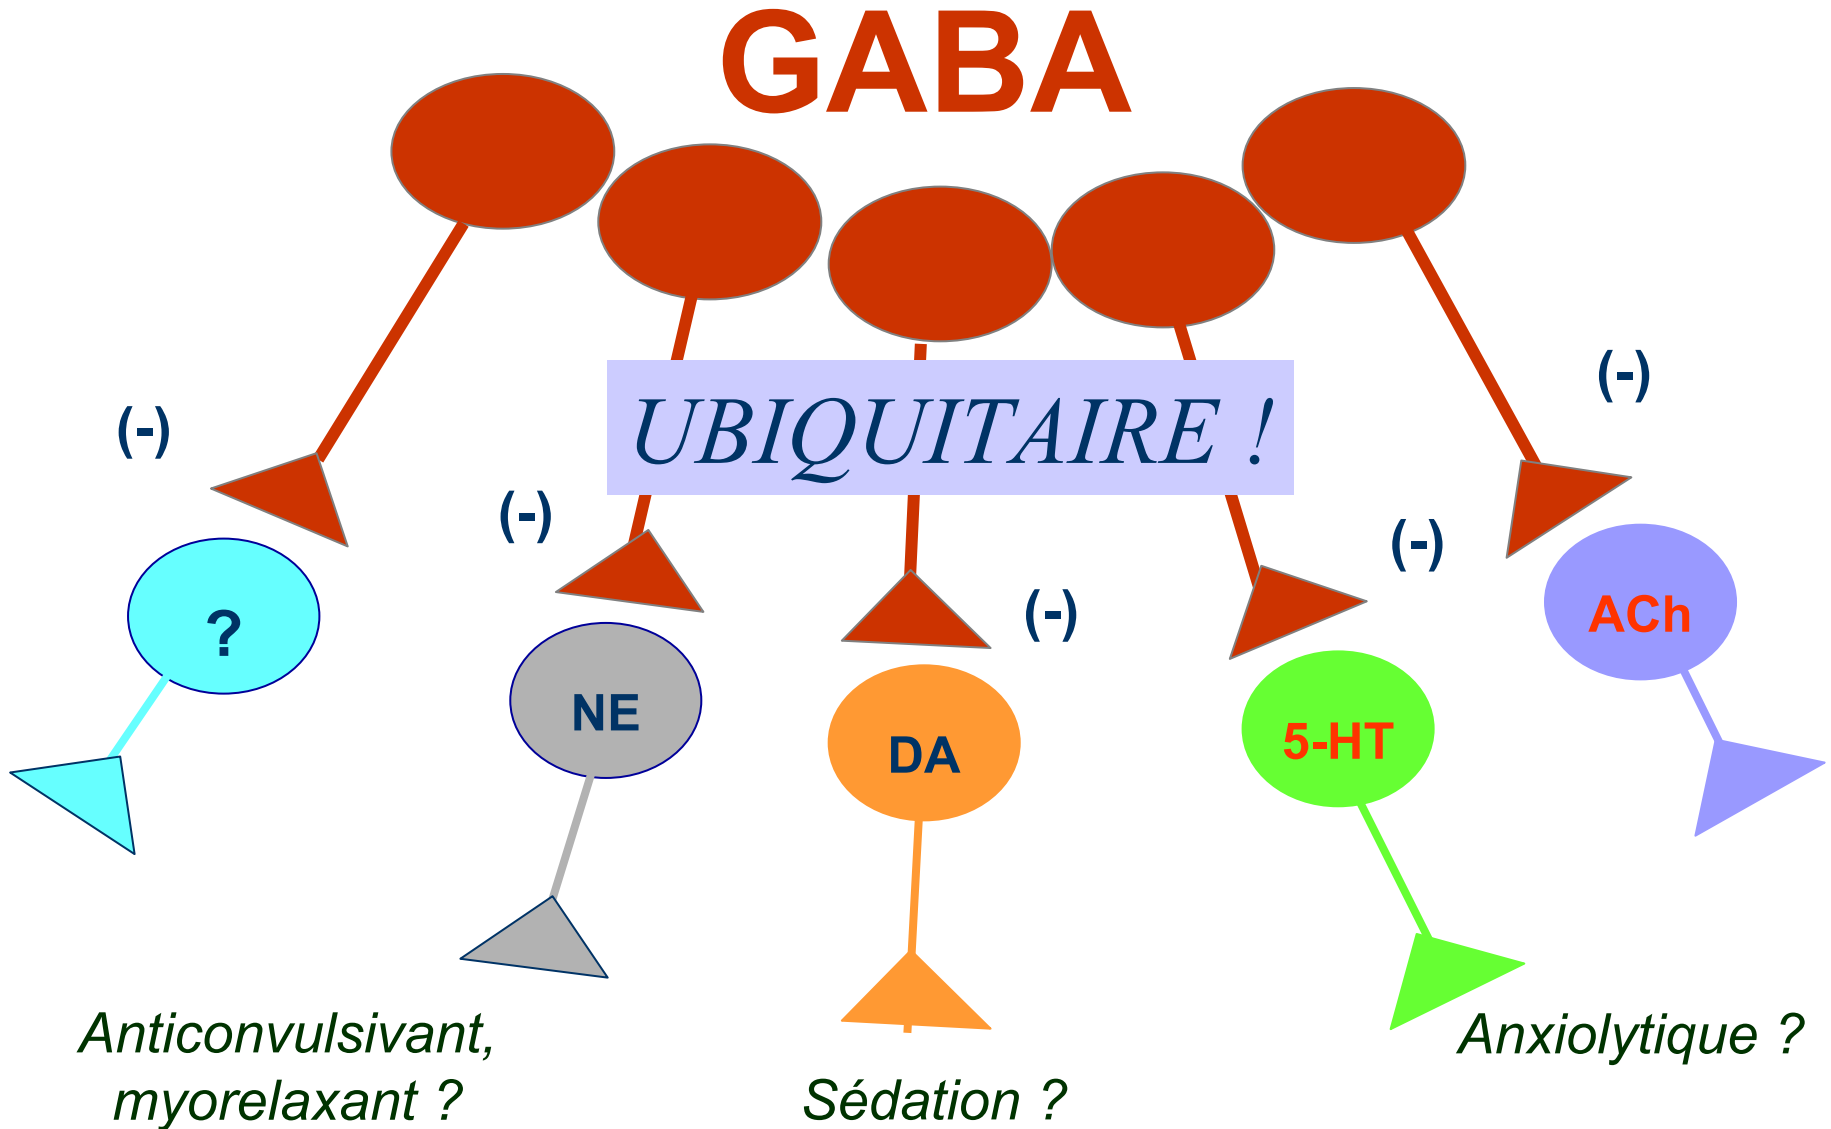 GABA
UBIQUITAIRE !
(-)
(-)
(-)
(-)
(-)
?
NE
DA
5-HT
ACh
Anticonvulsivant,
myorelaxant ?
Sédation ?
Anxiolytique ?